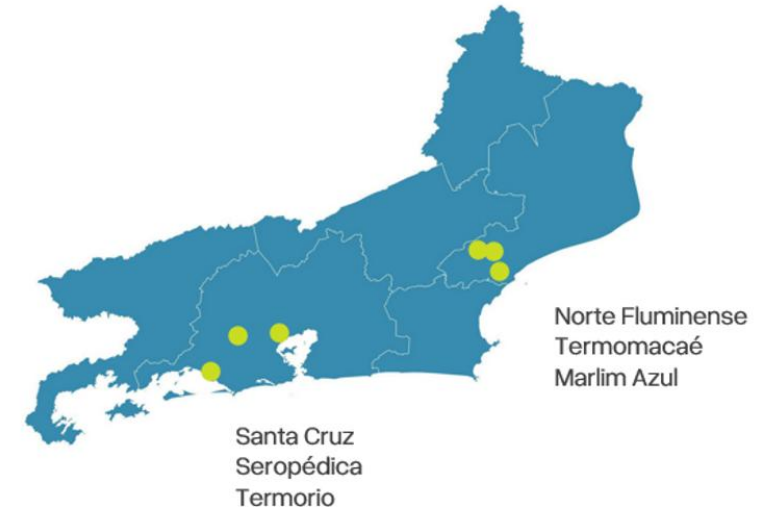 Norte Fluminense
Termomacaé
Marlim Azul
Santa Cruz
Seropédica
Termorio